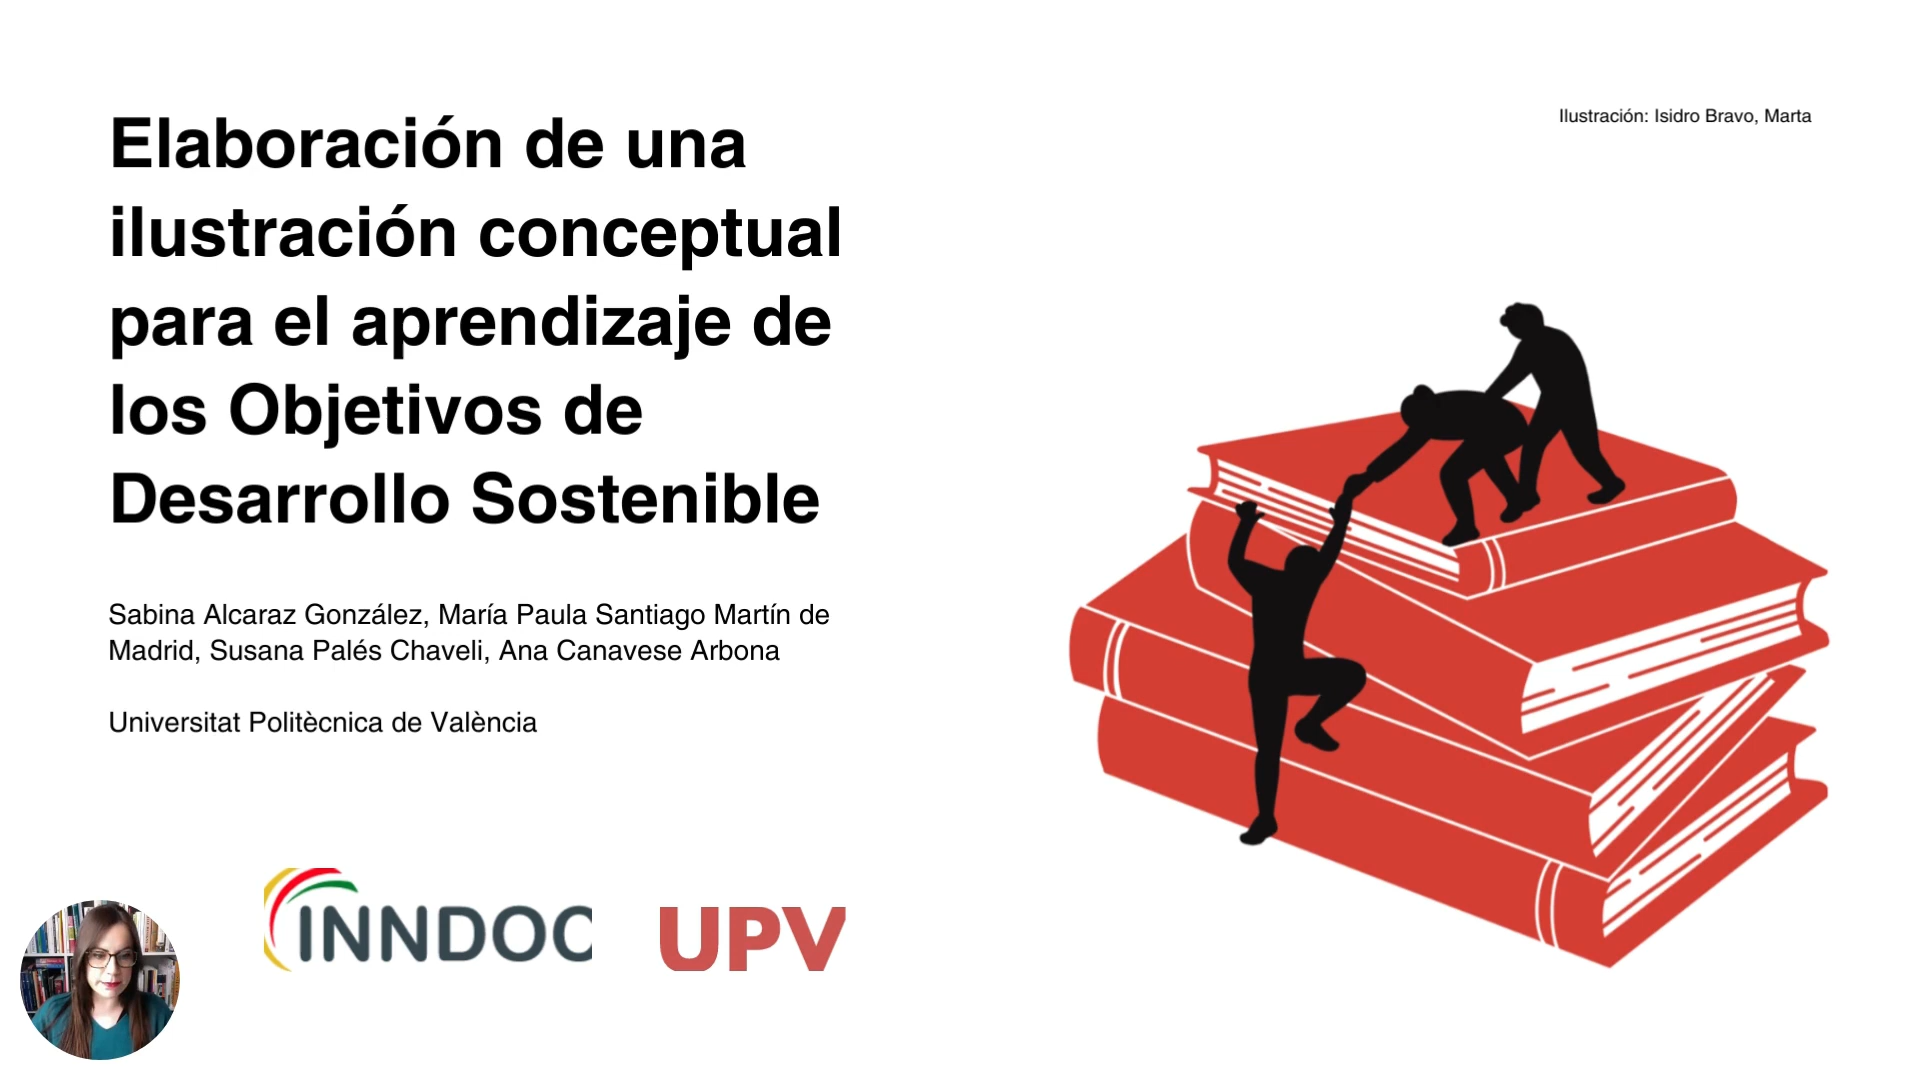 Elaboración de una
ilustración conceptual
para el aprendizaje de
los Objetivos de
Desarrollo Sostenible
Sabina Alcaraz González, María Paula Santiago Martín de
Madrid, Susana Palés Chaveli, Ana Canavese Arbona
Universitat Politècnica de València
INNDOC
UPV
Ilustración: Isidro Bravo, Marta